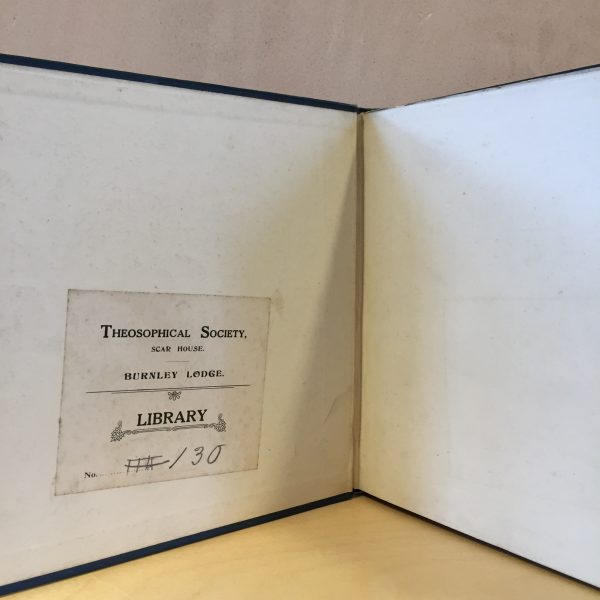 THEOSOPHICAL SOCIETY,
SCAR HOUSE.
BURNLEY LODGE.
LIBRARY
No. 130